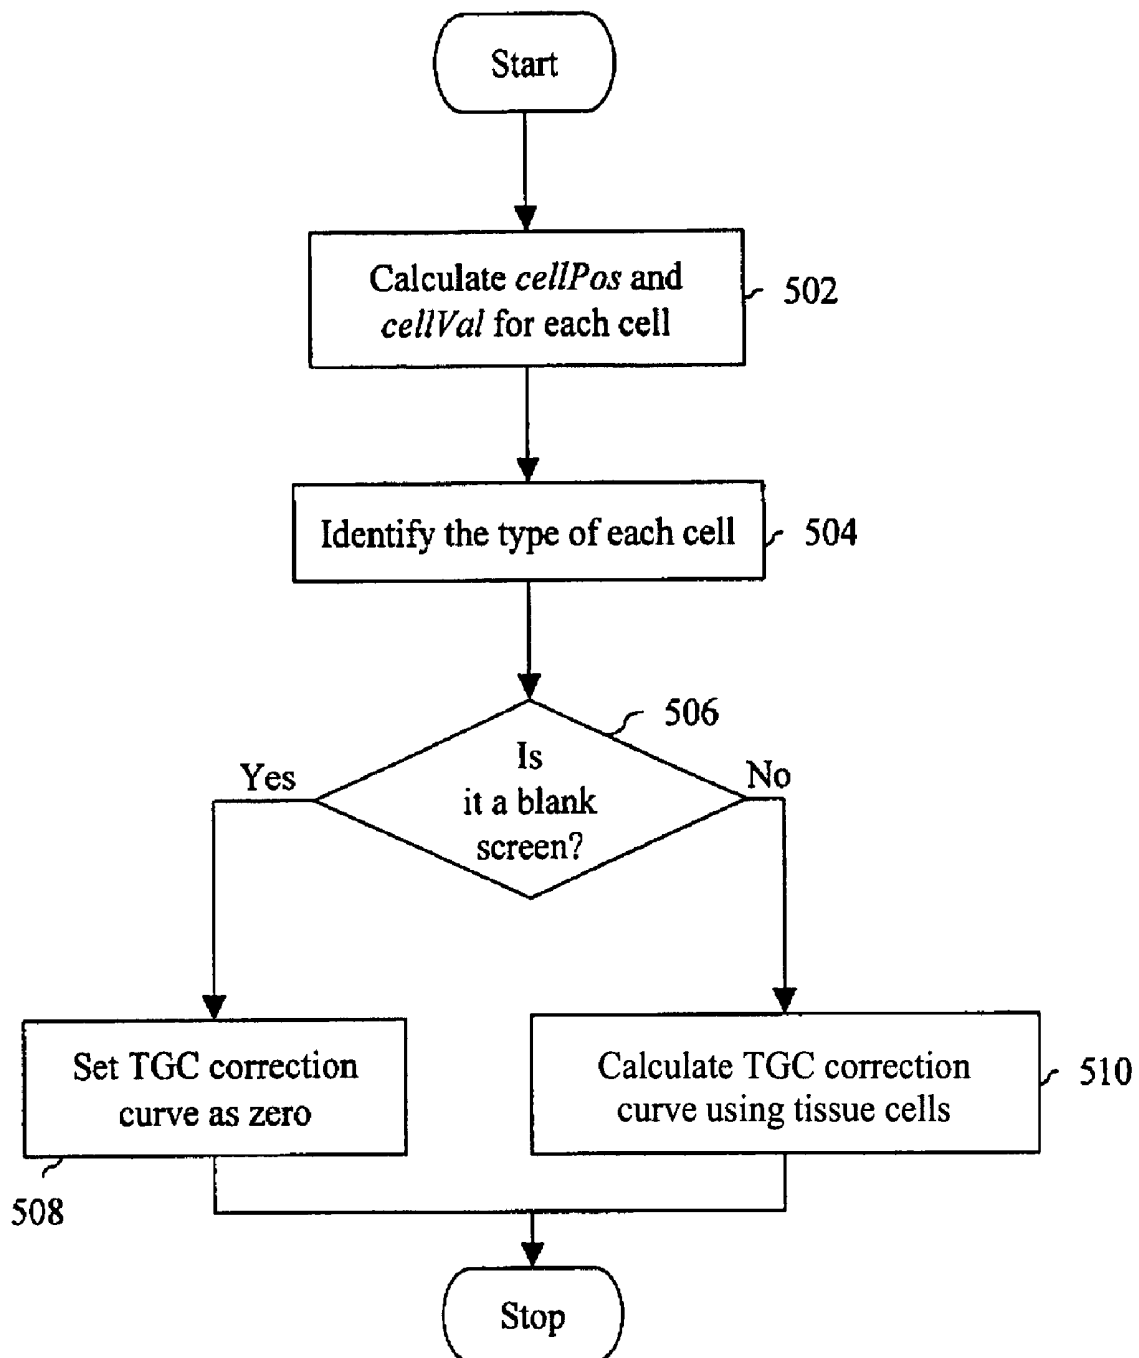 Start
Calculate cellPos and
cellVal for each cell
502
Identify the type of each cell
504
506
Is
it a blank
screen?
Yes
No
Set TGC correction
curve as zero
508
Calculate TGC correction
curve using tissue cells
510
Stop